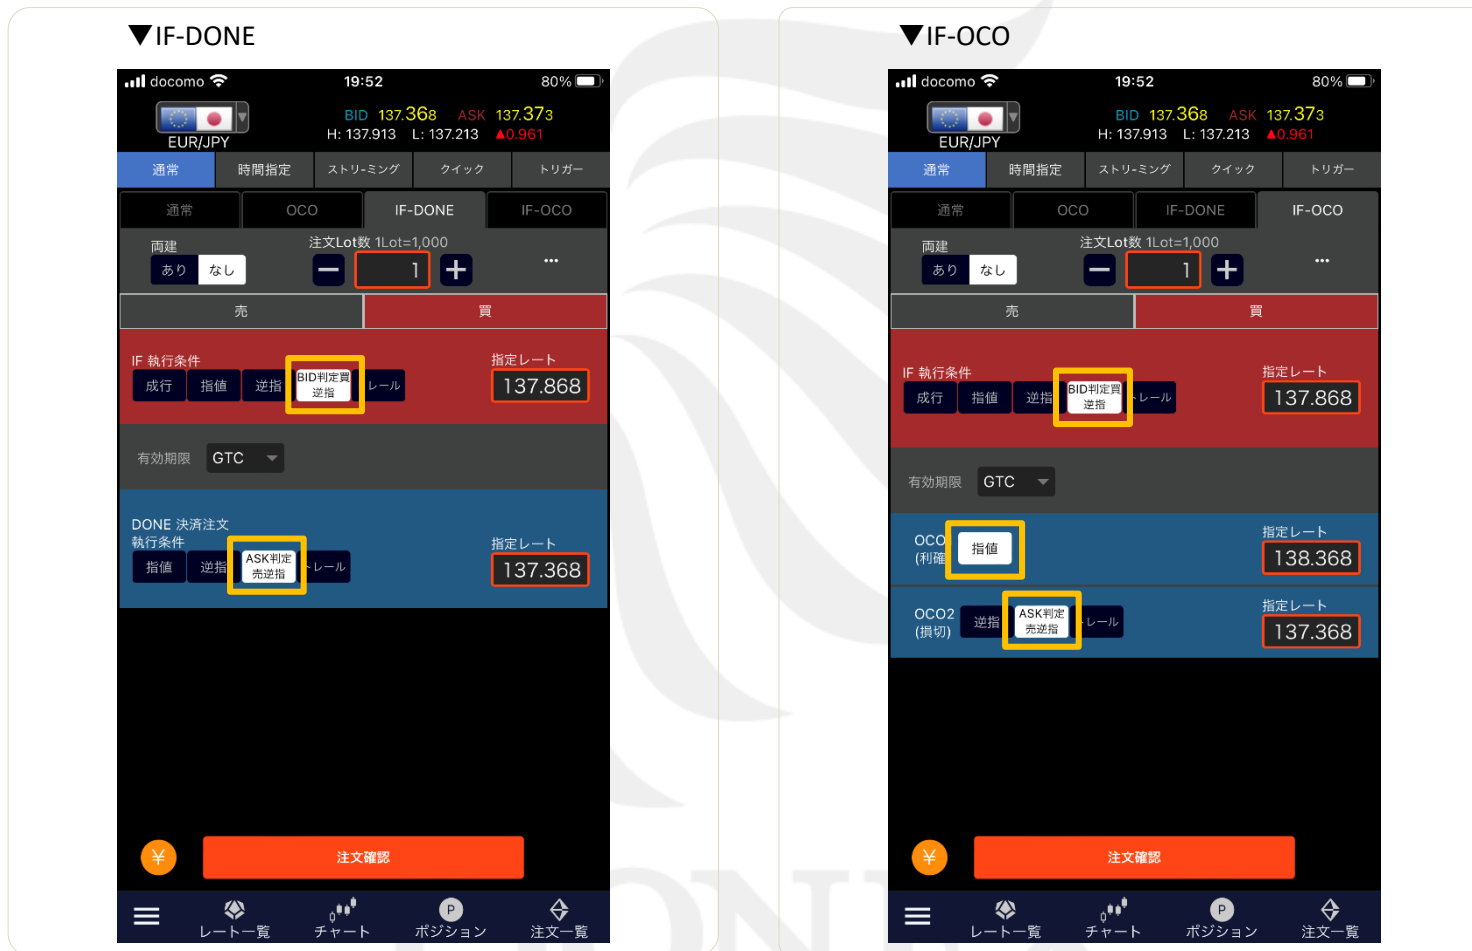 ▼IF-DONE
docomo 19:52 80%
BID 137.368 ASK 137.373
EUR/JPY H: 137.913 L: 137.213 ▲0.961
通常 時間指定 ストリ-ミング クイック トリガー
通常 OCO IF-DONE IF-OCO
両建 注文Lot数 1Lot=1,000
あり なし − 1 + ...
売 買
IF 執行条件 指定レート
成行 指値 逆指 BID判定買 レール 137.868
逆指
有効期限 GTC
DONE 決済注文
執行条件 指定レート
指値 逆指 ASK判定 トレール 137.368
売逆指
¥ 注文確認
レート一覧 チャート P ポジション 注文一覧
▼IF-OCO
docomo 19:52 80%
BID 137.368 ASK 137.373
EUR/JPY H: 137.913 L: 137.213 ▲0.961
通常 時間指定 ストリ-ミング クイック トリガー
通常 OCO IF-DONE IF-OCO
両建 注文Lot数 1Lot=1,000
あり なし − 1 + ...
売 買
IF 執行条件 指定レート
成行 指値 逆指 BID判定買 トレール 137.868
逆指
有効期限 GTC
OCO 指値 指定レート
(利確 138.368
OCO2 逆指 ASK判定 トレール 指定レート
(損切) 売逆指 137.368
¥ 注文確認
レート一覧 チャート P ポジション 注文一覧